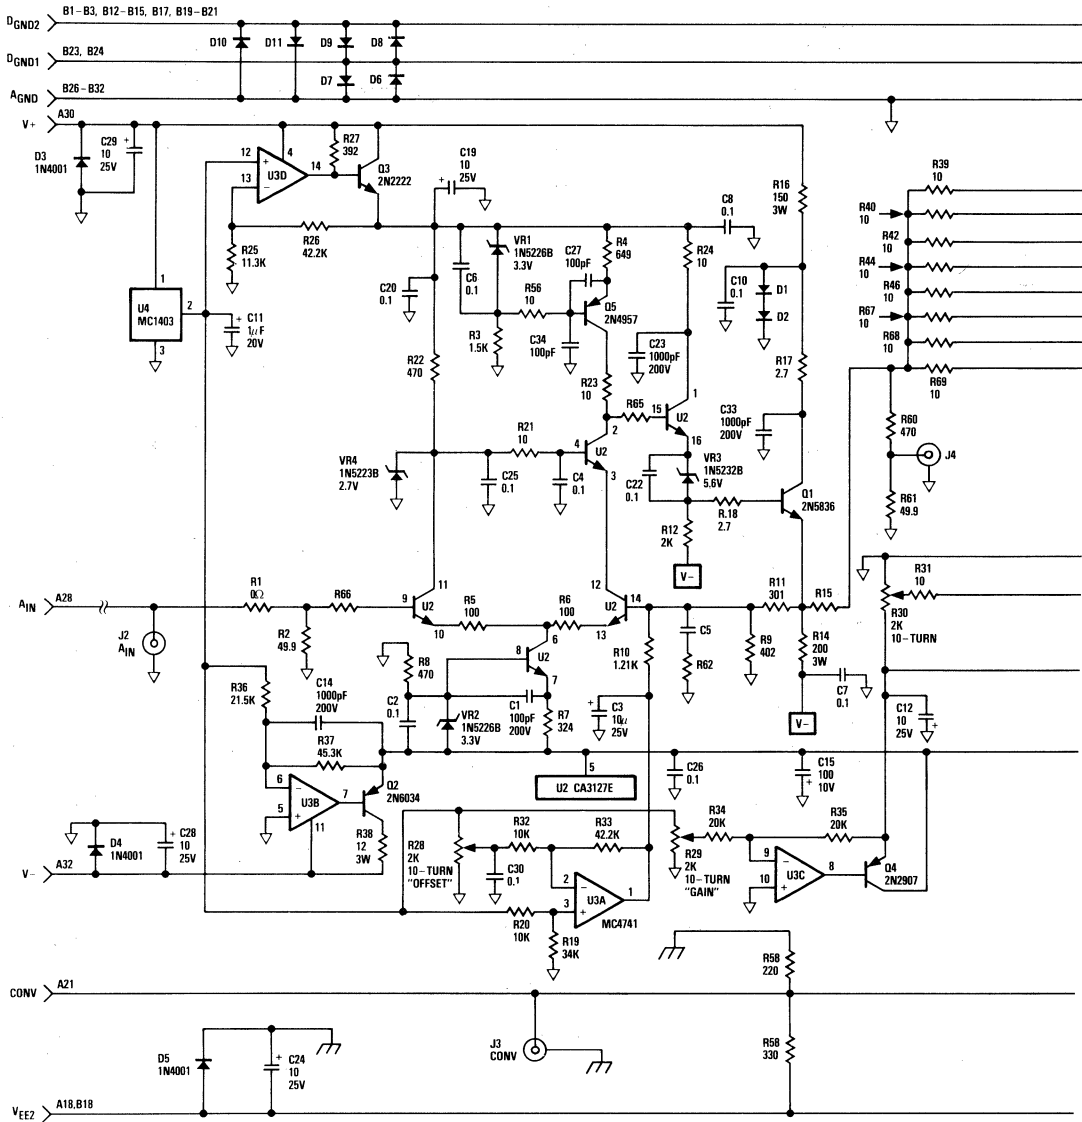 DGND2 B1-B3, B12-B15, B17, B19-B21
D10 D11 D9 D8
DGND1 B23, B24
D7 D6
AGND B26-B32
V+ A30
D3
1N4001
C29
10
25V
12
13
+
−
U3D
4
14
R27
392
Q3
2N2222
C19
10
25V
+
R16
150
3W
R39
10
R40
10
R42
10
R44
10
R46
10
R67
10
R68
10
R69
10
R25
11.3K
R26
42.2K
C6
0.1
VR1
1N5226B
3.3V
C27
100pF
R4
649
R24
10
C8
0.1
C10
0.1
D1
D2
1
U4
MC1403
2
3
C11
1μF
20V
+
C20
0.1
R56
10
Q5
2N4957
R3
1.5K
C34
100pF
C23
1000pF
200V
R22
470
R23
10
R17
2.7
R65
15
U2
1
16
C33
1000pF
200V
R60
470
J4
R61
49.9
VR4
1N5223B
2.7V
R21
10
C25
0.1
C4
0.1
4
U2
2
3
C22
0.1
VR3
1N5232B
5.6V
R.18
2.7
Q1
2N5836
R12
2K
V-
AIN A28
J2
AIN
R1
0Ω
R2
49.9
R66
9
U2
11
10
R5
100
R6
100
12
U2
14
13
R11
301
R15
R31
10
R30
2K
10-TURN
R8
470
8
U2
6
7
R10
1.21K
C5
R62
R9
402
R14
200
3W
C7
0.1
V-
R36
21.5K
C14
1000pF
200V
C2
0.1
VR2
1N5226B
3.3V
C1
100pF
200V
R7
324
C3
10μ
25V
+
C12
10
25V
+
R37
45.3K
6
5
−
+
U3B
7
11
Q2
2N6034
5
U2 CA3127E
C26
0.1
C15
100
10V
+
D4
1N4001
C28
10
25V
+
R38
12
3W
R28
2K
10-TURN
"OFFSET"
R32
10K
R33
42.2K
C30
0.1
R34
20K
R35
20K
R29
2K
10-TURN
"GAIN"
V- A32
2
3
−
+
U3A
1
MC4741
9
10
−
+
U3C
8
Q4
2N2907
R20
10K
R19
34K
R58
220
CONV A21
J3
CONV
R58
330
D5
1N4001
C24
10
25V
+
VEE2 A18,B18